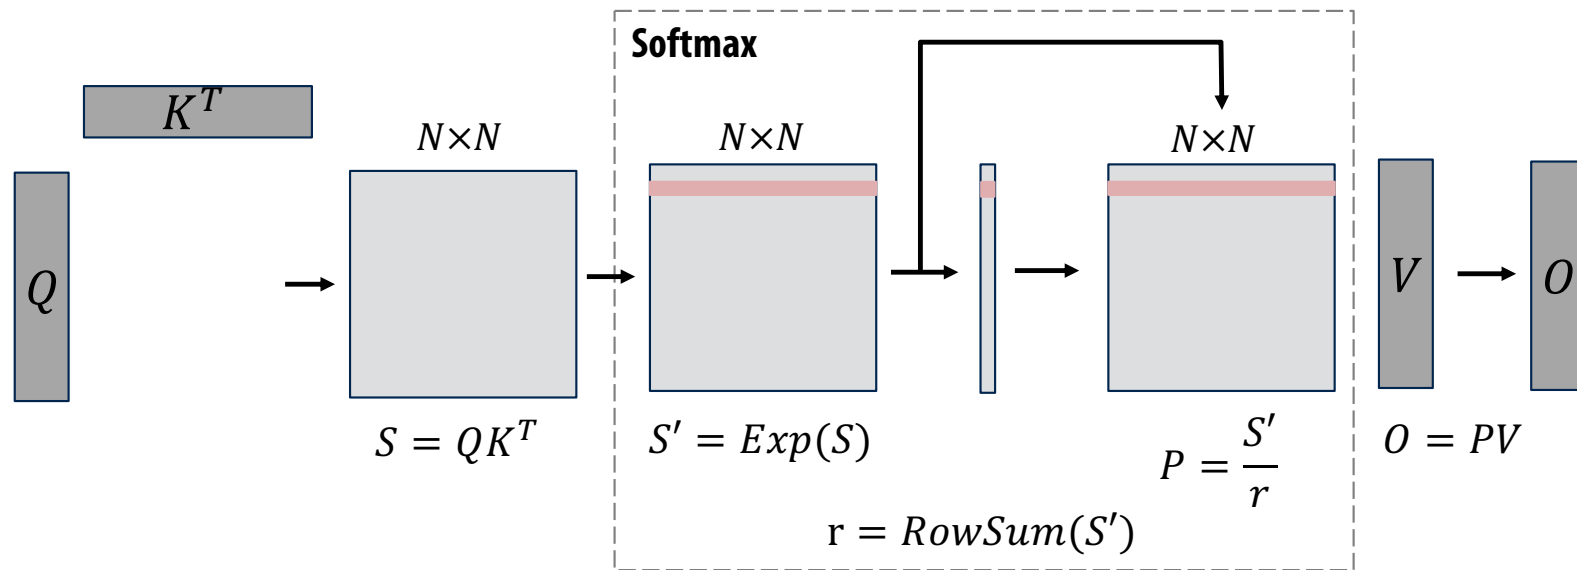 Softmax
K^T
N×N
N×N
N×N
Q
V
O
S = QK^T
S′ = Exp(S)
P = S′/r
O = PV
r = RowSum(S′)